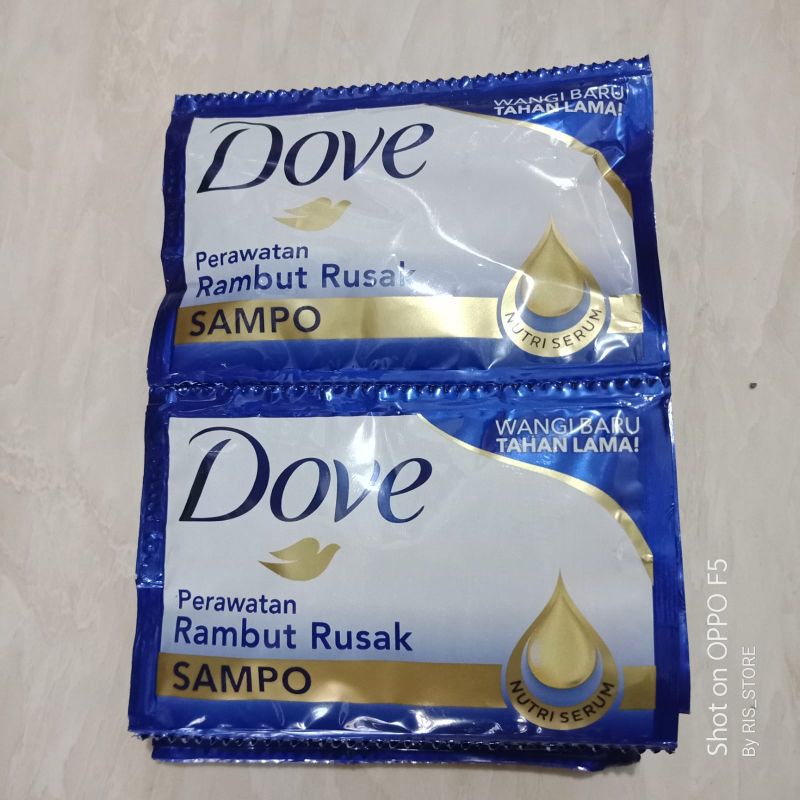 WANGI BARU
TAHAN LAMA!
Dove
Perawatan
Rambut Rusak
SAMPO
NUTRI SERUM
WANGI BARU
TAHAN LAMA!
Dove
Perawatan
Rambut Rusak
SAMPO
NUTRI SERUM
Shot on OPPO F5
By RIS_STORE